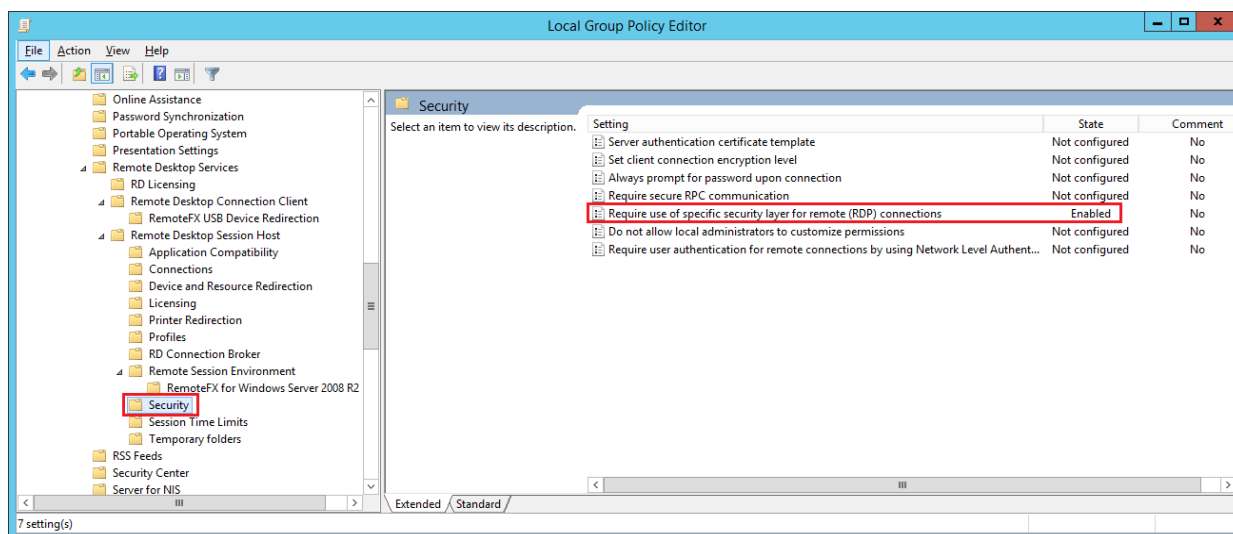 Local Group Policy Editor
File Action View Help
Online Assistance
Password Synchronization
Portable Operating System
Presentation Settings
Remote Desktop Services
RD Licensing
Remote Desktop Connection Client
RemoteFX USB Device Redirection
Remote Desktop Session Host
Application Compatibility
Connections
Device and Resource Redirection
Licensing
Printer Redirection
Profiles
RD Connection Broker
Remote Session Environment
RemoteFX for Windows Server 2008 R2
Security
Session Time Limits
Temporary folders
RSS Feeds
Security Center
Server for NIS
Security
Select an item to view its description.
Setting State Comment
Server authentication certificate template Not configured No
Set client connection encryption level Not configured No
Always prompt for password upon connection Not configured No
Require secure RPC communication Not configured No
Require use of specific security layer for remote (RDP) connections Enabled No
Do not allow local administrators to customize permissions Not configured No
Require user authentication for remote connections by using Network Level Authent... Not configured No
Extended Standard
7 setting(s)